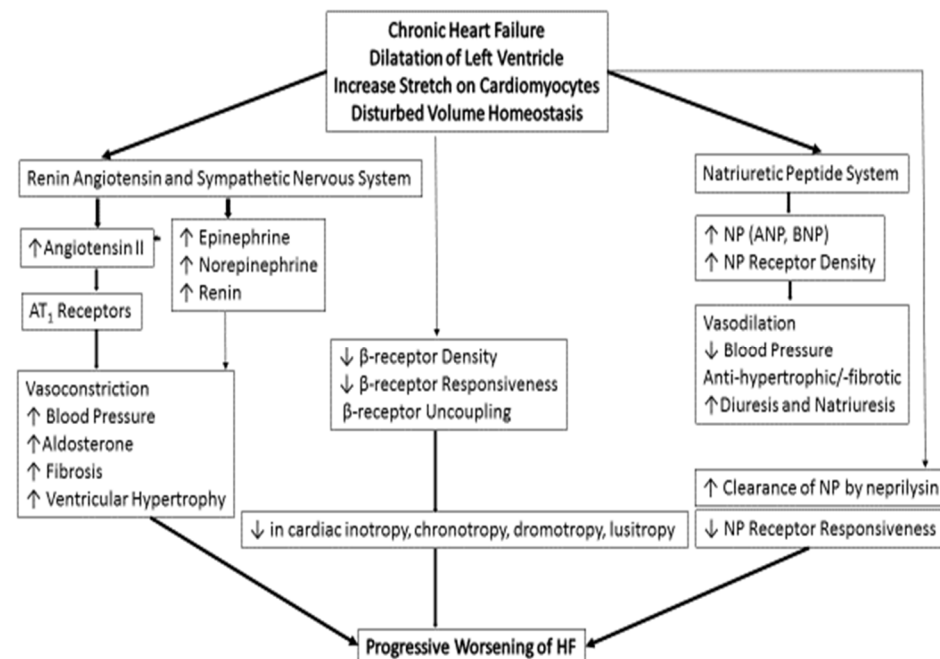 Chronic Heart Failure
Dilatation of Left Ventricle
Increase Stretch on Cardiomyocytes
Disturbed Volume Homeostasis
Renin Angiotensin and Sympathetic Nervous System
Natriuretic Peptide System
↑Angiotensin II
↑ Epinephrine
↑ Norepinephrine
↑ Renin
↑ NP (ANP, BNP)
↑ NP Receptor Density
AT₁ Receptors
Vasodilation
↓ Blood Pressure
Anti-hypertrophic/-fibrotic
↑Diuresis and Natriuresis
↓ β-receptor Density
↓ β-receptor Responsiveness
β-receptor Uncoupling
Vasoconstriction
↑ Blood Pressure
↑Aldosterone
↑ Fibrosis
↑ Ventricular Hypertrophy
↑ Clearance of NP by neprilysin
↓ in cardiac inotropy, chronotropy, dromotropy, lusitropy
↓ NP Receptor Responsiveness
Progressive Worsening of HF